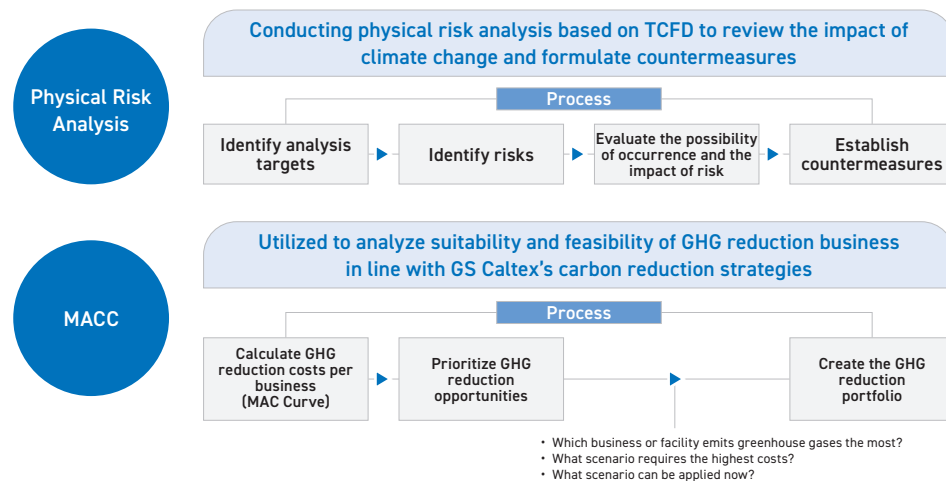 Physical Risk
Analysis
Conducting physical risk analysis based on TCFD to review the impact of
climate change and formulate countermeasures
Process
Identify analysis
targets
Identify risks
Evaluate the possibility
of occurrence and the
impact of risk
Establish
countermeasures
MACC
Utilized to analyze suitability and feasibility of GHG reduction business
in line with GS Caltex's carbon reduction strategies
Process
Calculate GHG
reduction costs per
business
(MAC Curve)
Prioritize GHG
reduction
opportunities
Create the GHG
reduction
portfolio
• Which business or facility emits greenhouse gases the most?
• What scenario requires the highest costs?
• What scenario can be applied now?